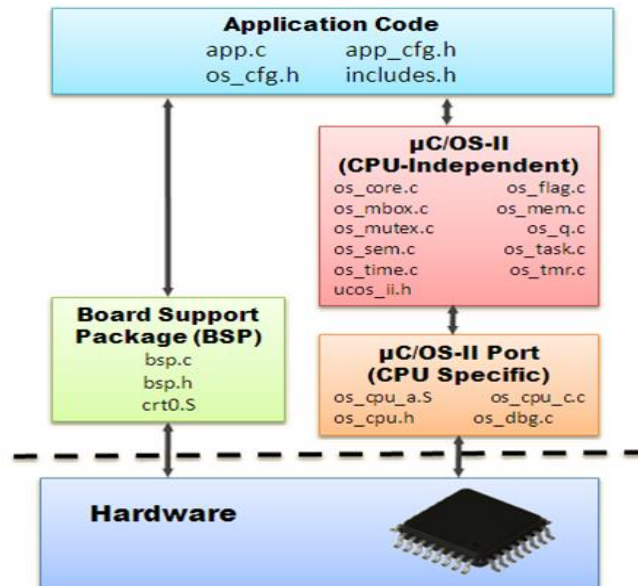 Application Code
app.c app_cfg.h
os_cfg.h includes.h
µC/OS-II
(CPU-Independent)
os_core.c os_flag.c
os_mbox.c os_mem.c
os_mutex.c os_q.c
os_sem.c os_task.c
os_time.c os_tmr.c
ucos_ii.h
Board Support
Package (BSP)
bsp.c
bsp.h
crt0.S
µC/OS-II Port
(CPU Specific)
os_cpu_a.S os_cpu_c.c
os_cpu.h os_dbg.c
Hardware